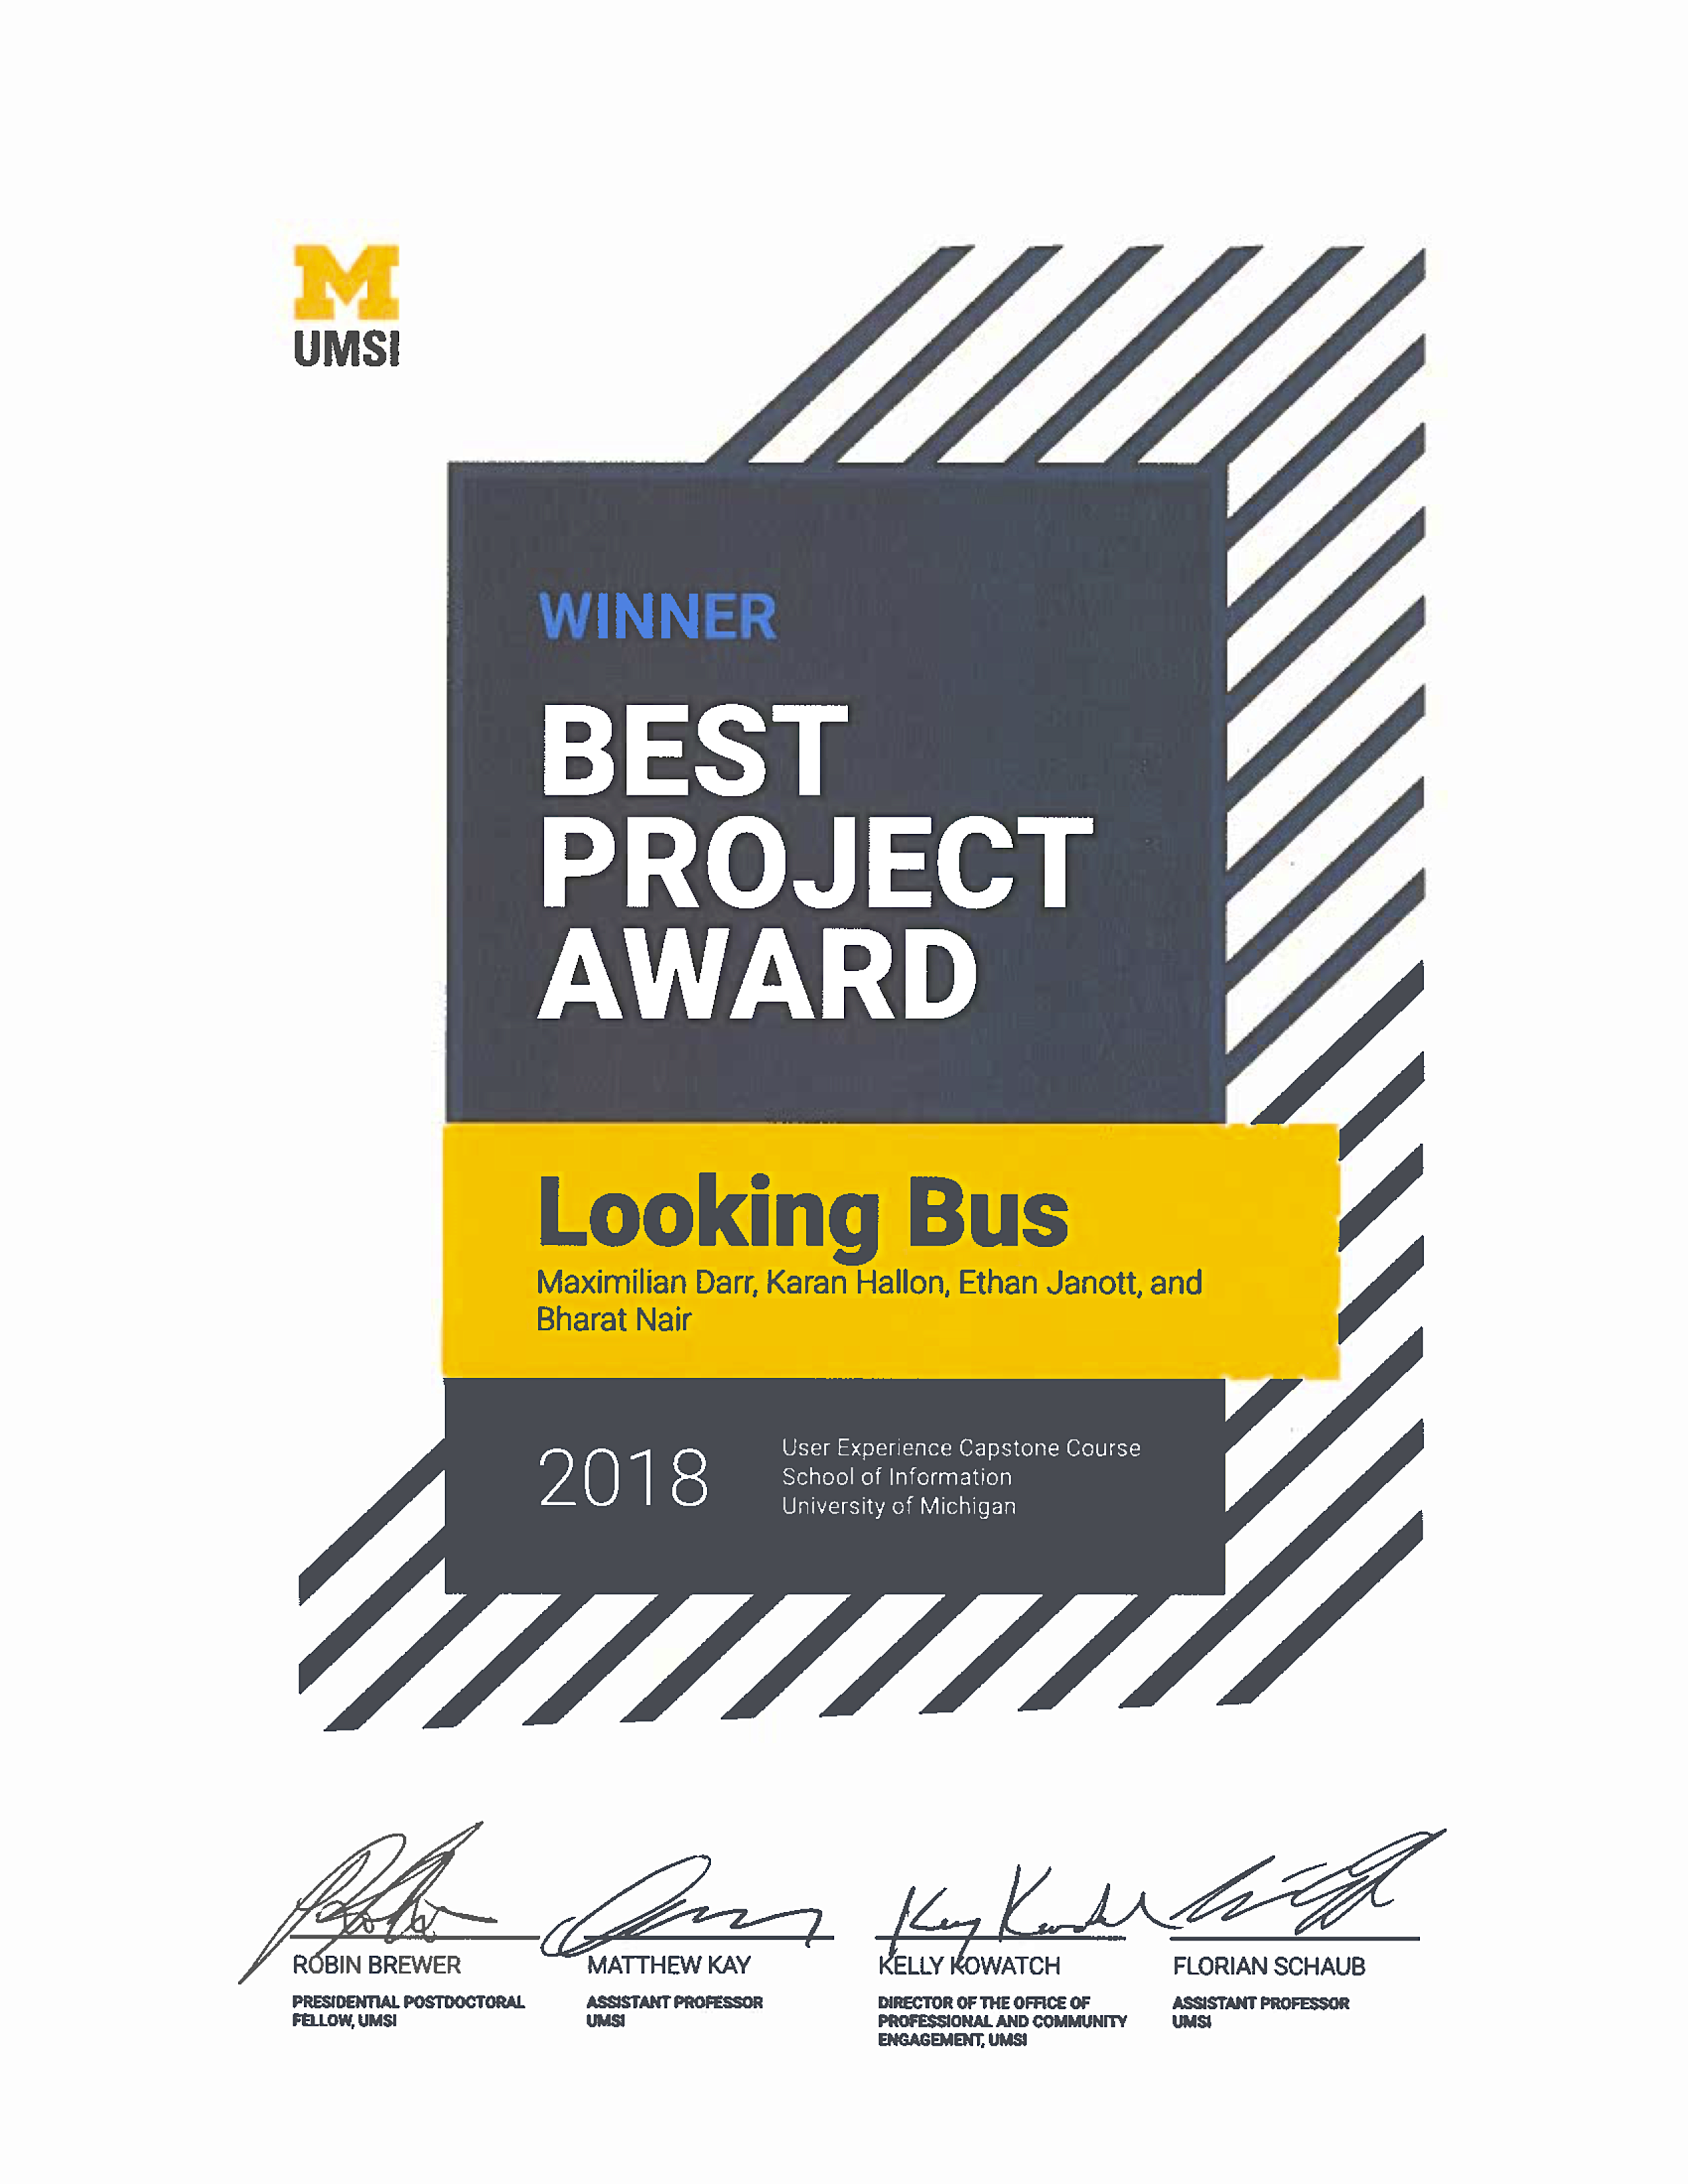 M
UMSI
WINNER
BEST
PROJECT
AWARD
Looking Bus
Maximilian Darr, Karan Hallon, Ethan Janott, and
Bharat Nair
2018
User Experience Capstone Course
School of Information
University of Michigan
ROBIN BREWER
PRESIDENTIAL POSTDOCTORAL
FELLOW, UMSI
MATTHEW KAY
ASSISTANT PROFESSOR
UMSI
KELLY KOWATCH
DIRECTOR OF THE OFFICE OF
PROFESSIONAL AND COMMUNITY
ENGAGEMENT, UMSI
FLORIAN SCHAUB
ASSISTANT PROFESSOR
UMSI